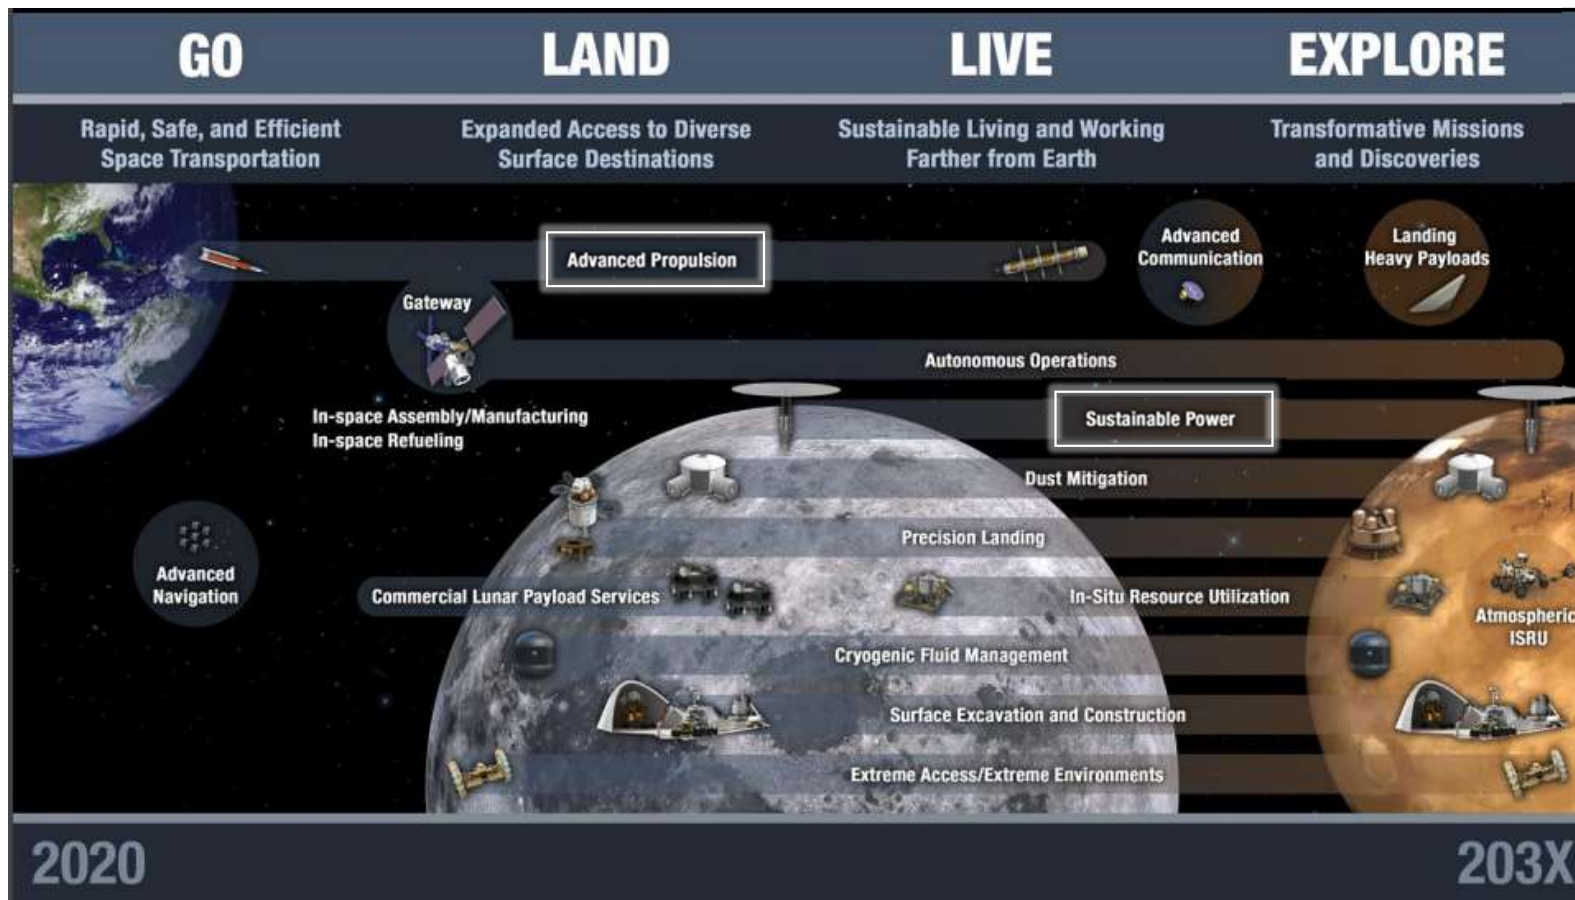 GO
LAND
LIVE
EXPLORE
Rapid, Safe, and Efficient
Space Transportation
Expanded Access to Diverse
Surface Destinations
Sustainable Living and Working
Farther from Earth
Transformative Missions
and Discoveries
Advanced Propulsion
Advanced
Communication
Landing
Heavy Payloads
Gateway
Autonomous Operations
In-space Assembly/Manufacturing
In-space Refueling
Sustainable Power
Dust Mitigation
Precision Landing
Advanced
Navigation
Commercial Lunar Payload Services
In-Situ Resource Utilization
Atmospheric
ISRU
Cryogenic Fluid Management
Surface Excavation and Construction
Extreme Access/Extreme Environments
2020
203X